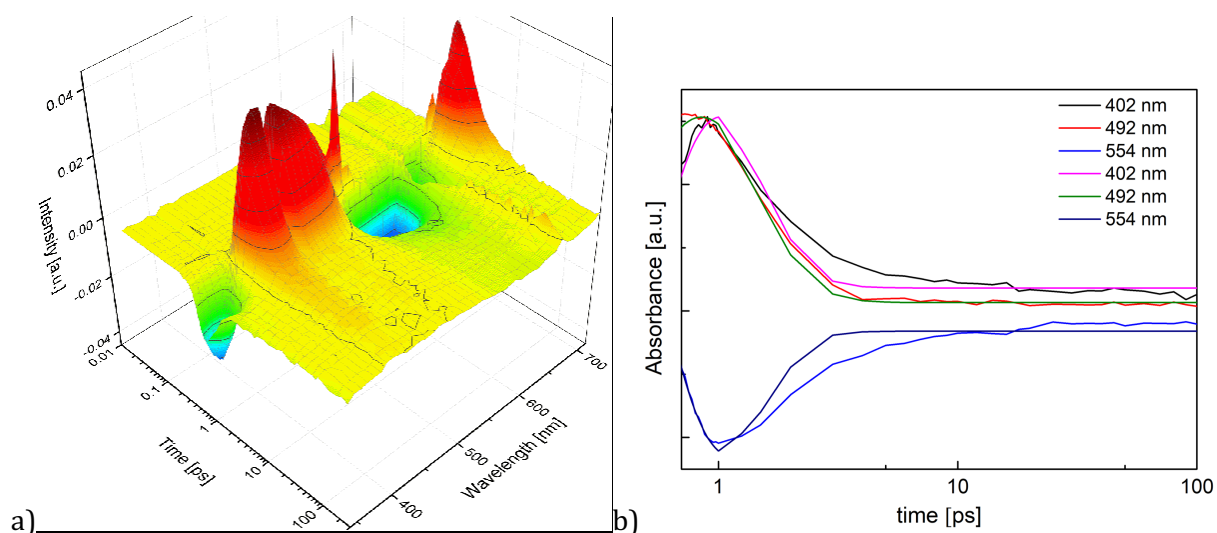 0.04
0.02
0.00
-0.02
-0.04
Intensity [a.u.]
0.01
0.1
1
10
100
Time [ps]
400
500
600
700
Wavelength [nm]
a)
402 nm
492 nm
554 nm
402 nm
492 nm
554 nm
Absorbance [a.u.]
1
10
100
time [ps]
b)